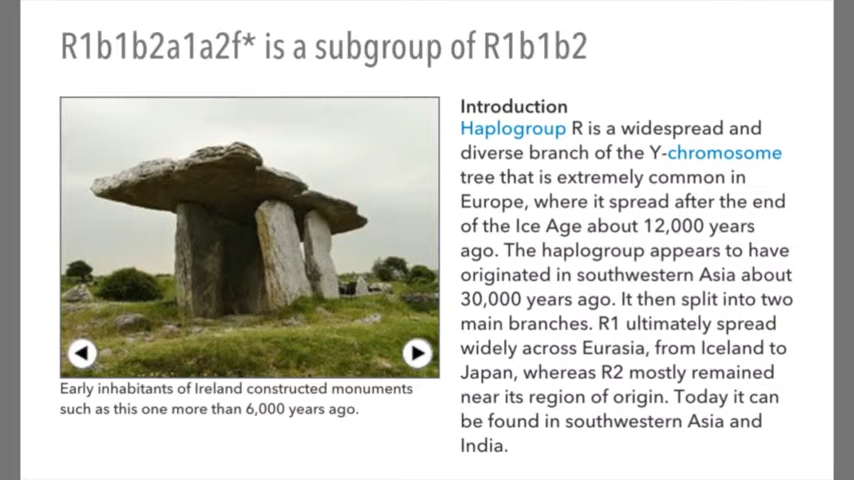 R1b1b2a1a2f* is a subgroup of R1b1b2
Introduction
Haplogroup R is a widespread and
diverse branch of the Y-chromosome
tree that is extremely common in
Europe, where it spread after the end
of the Ice Age about 12,000 years
ago. The haplogroup appears to have
originated in southwestern Asia about
30,000 years ago. It then split into two
main branches. R1 ultimately spread
widely across Eurasia, from Iceland to
Japan, whereas R2 mostly remained
near its region of origin. Today it can
be found in southwestern Asia and
India.
Early inhabitants of Ireland constructed monuments
such as this one more than 6,000 years ago.